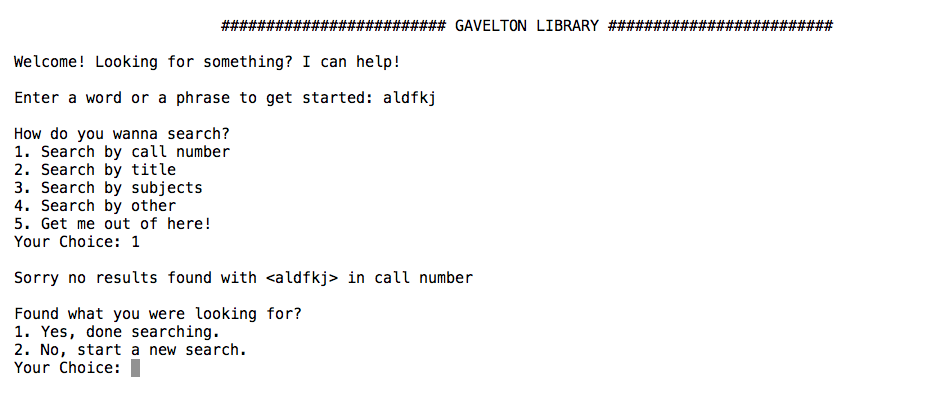 ######################### GAVELTON LIBRARY #########################
Welcome! Looking for something? I can help!
Enter a word or a phrase to get started: aldfkj
How do you wanna search?
1. Search by call number
2. Search by title
3. Search by subjects
4. Search by other
5. Get me out of here!
Your Choice: 1
Sorry no results found with <aldfkj> in call number
Found what you were looking for?
1. Yes, done searching.
2. No, start a new search.
Your Choice: